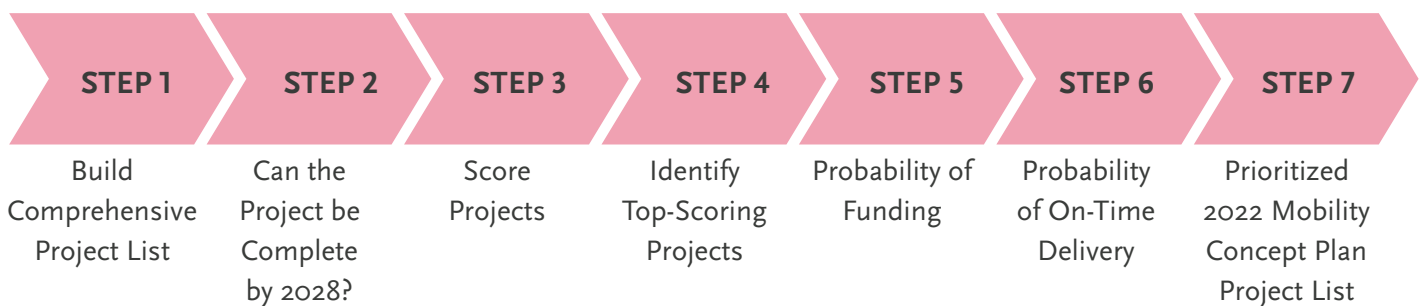 STEP 1
Build
Comprehensive
Project List
STEP 2
Can the
Project be
Complete
by 2028?
STEP 3
Score
Projects
STEP 4
Identify
Top-Scoring
Projects
STEP 5
Probability of
Funding
STEP 6
Probability
of On-Time
Delivery
STEP 7
Prioritized
2022 Mobility
Concept Plan
Project List